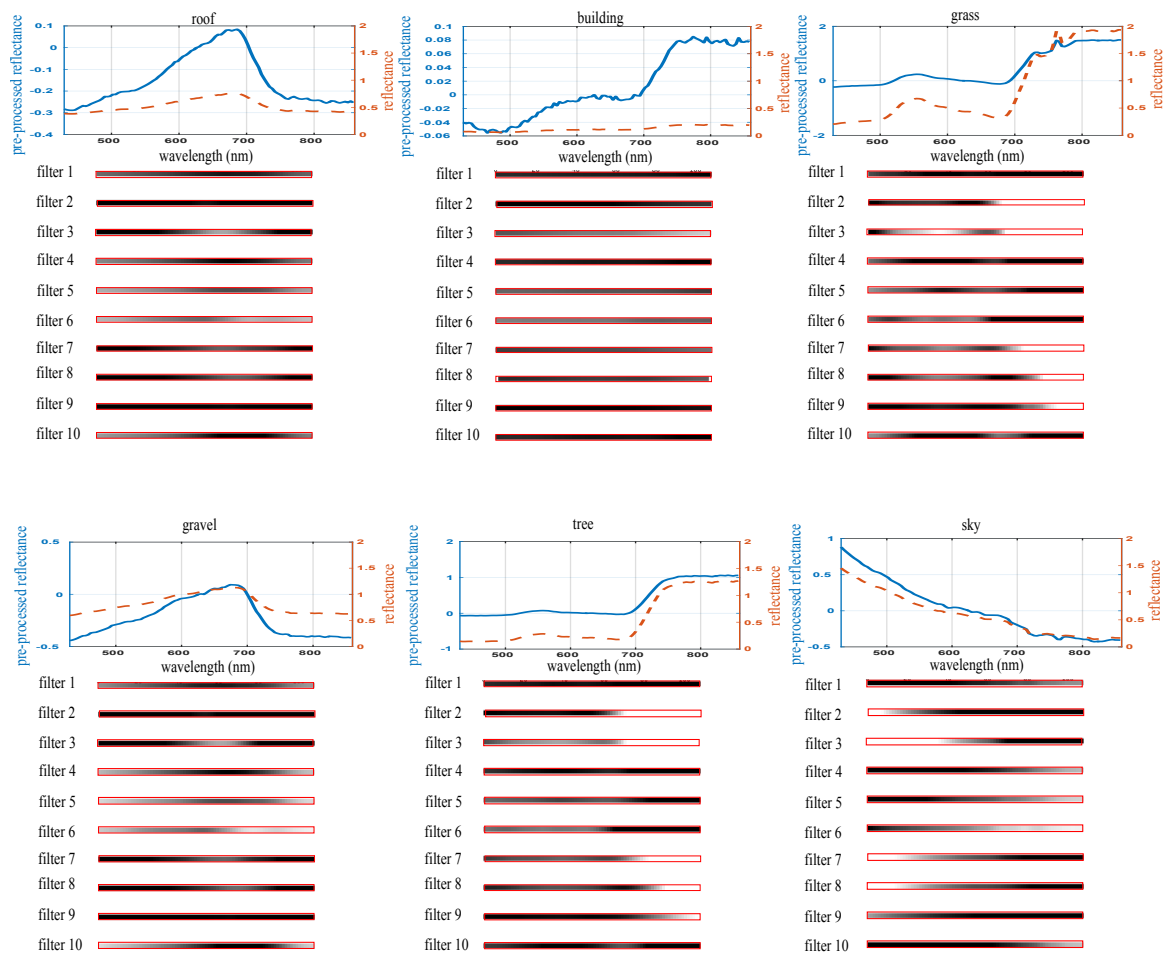 roof
pre-processed reflectance
0.1
0
-0.1
-0.2
-0.3
-0.4
500
600
700
800
2
1.5
1
0.5
0
reflectance
wavelength (nm)
filter 1
filter 2
filter 3
filter 4
filter 5
filter 6
filter 7
filter 8
filter 9
filter 10
building
pre-processed reflectance
0.1
0.08
0.06
0.04
0.02
0
-0.02
-0.04
-0.06
500
600
700
800
2
1.5
1
0.5
0
reflectance
wavelength (nm)
filter 1
filter 2
filter 3
filter 4
filter 5
filter 6
filter 7
filter 8
filter 9
filter 10
grass
pre-processed reflectance
2
0
-2
500
600
700
800
2
1.5
1
0.5
0
reflectance
wavelength (nm)
filter 1
filter 2
filter 3
filter 4
filter 5
filter 6
filter 7
filter 8
filter 9
filter 10
gravel
pre-processed reflectance
0.5
0
-0.5
500
600
700
800
2
1.5
1
0.5
0
reflectance
wavelength (nm)
filter 1
filter 2
filter 3
filter 4
filter 5
filter 6
filter 7
filter 8
filter 9
filter 10
tree
pre-processed reflectance
2
1
0
-1
500
600
700
800
2
1.5
1
0.5
0
reflectance
wavelength (nm)
filter 1
filter 2
filter 3
filter 4
filter 5
filter 6
filter 7
filter 8
filter 9
filter 10
sky
pre-processed reflectance
1
0.5
0
-0.5
500
600
700
800
2
1.5
1
0.5
0
reflectance
wavelength (nm)
filter 1
filter 2
filter 3
filter 4
filter 5
filter 6
filter 7
filter 8
filter 9
filter 10